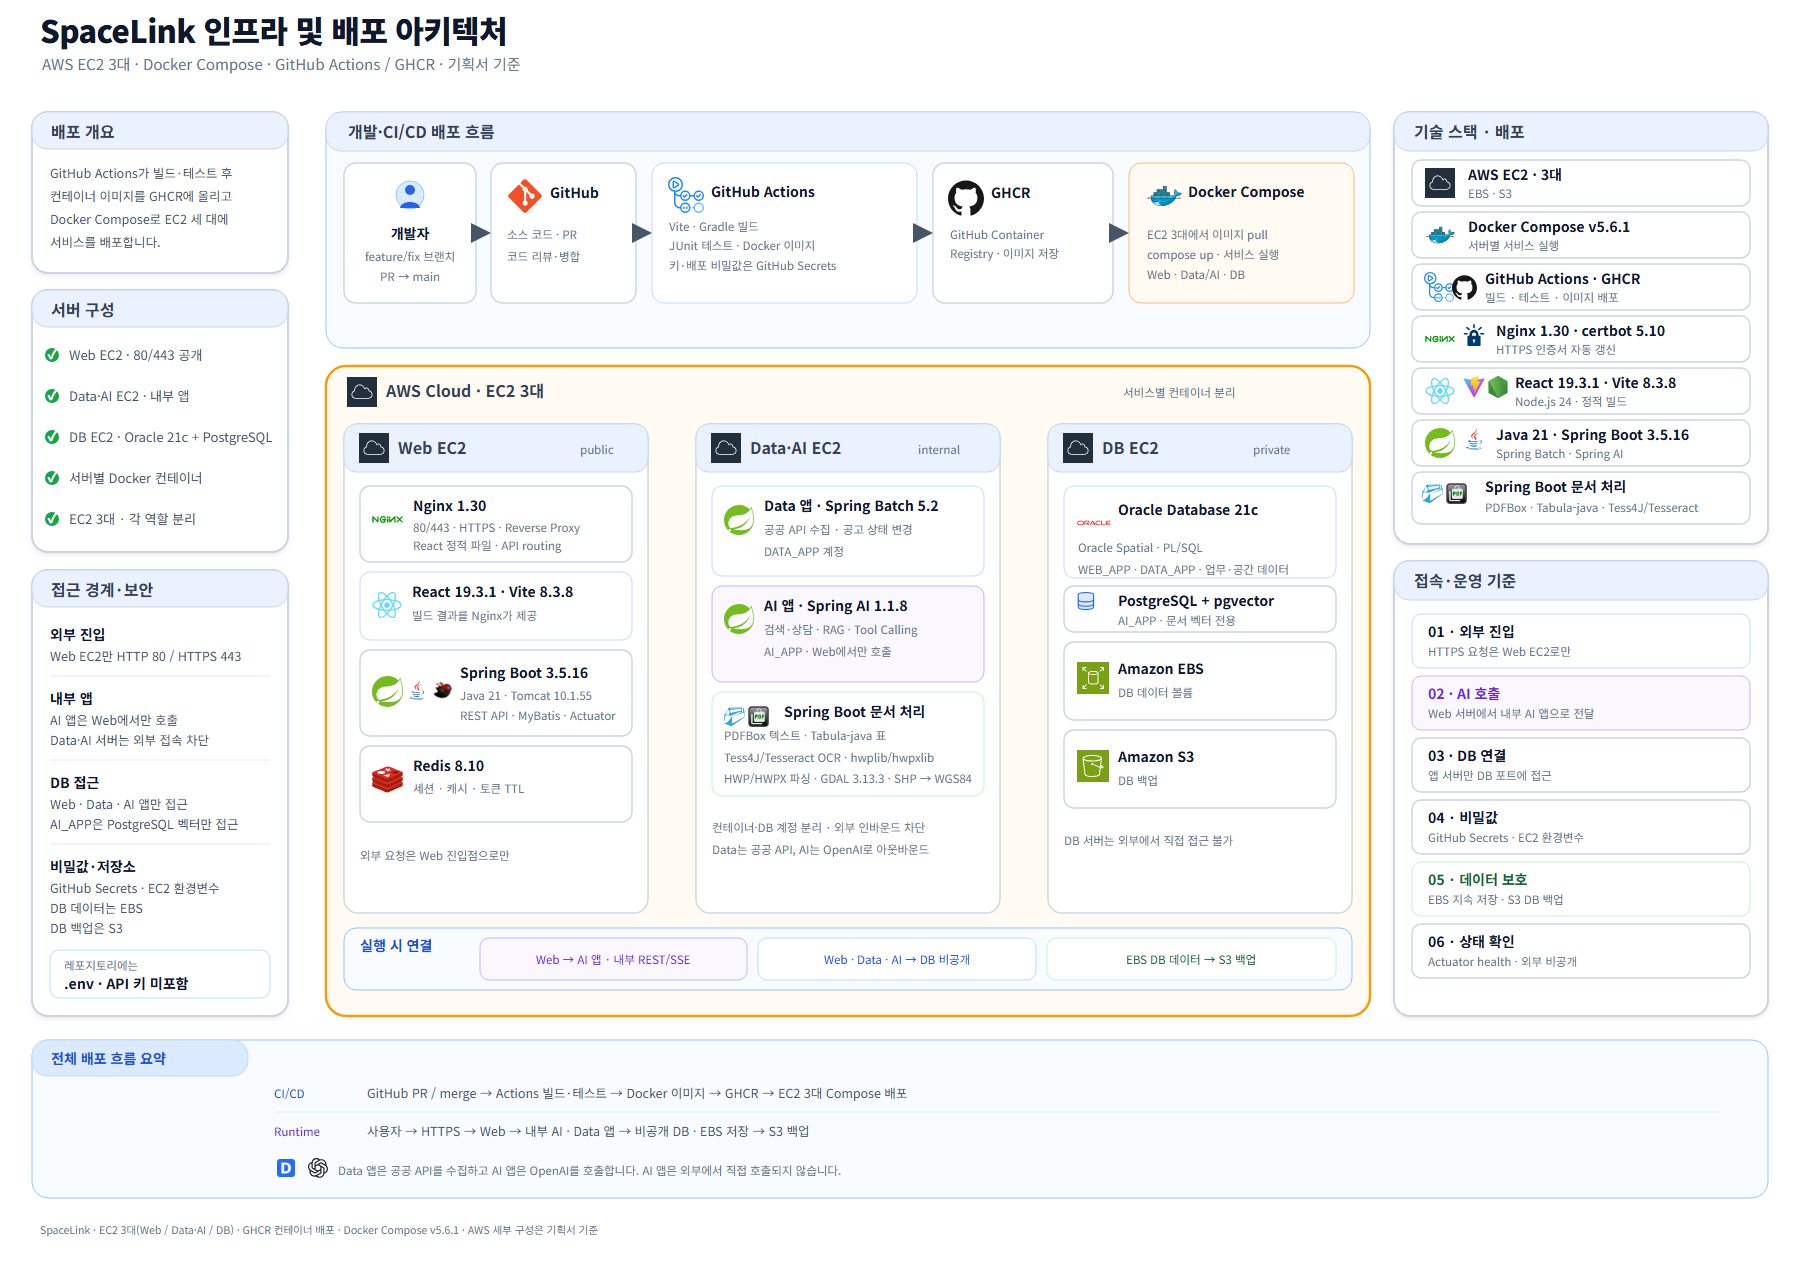 SpaceLink 인프라 및 배포 아키텍처
AWS EC2 3대 · Docker Compose · GitHub Actions / GHCR · 기획서 기준
배포 개요
GitHub Actions가 빌드·테스트 후
컨테이너 이미지를 GHCR에 올리고
Docker Compose로 EC2 세 대에
서비스를 배포합니다.
서버 구성
Web EC2 · 80/443 공개
Data·AI EC2 · 내부 앱
DB EC2 · Oracle 21c + PostgreSQL
서버별 Docker 컨테이너
EC2 3대 · 각 역할 분리
접근 경계·보안
외부 진입
Web EC2만 HTTP 80 / HTTPS 443
내부 앱
AI 앱은 Web에서만 호출
Data·AI 서버는 외부 접속 차단
DB 접근
Web · Data · AI 앱만 접근
AI_APP은 PostgreSQL 벡터만 접근
비밀값·저장소
GitHub Secrets · EC2 환경변수
DB 데이터는 EBS
DB 백업은 S3
레포지토리에는
.env · API 키 미포함
개발·CI/CD 배포 흐름
개발자
feature/fix 브랜치
PR → main
GitHub
소스 코드 · PR
코드 리뷰·병합
GitHub Actions
Vite · Gradle 빌드
JUnit 테스트 · Docker 이미지
키·배포 비밀값은 GitHub Secrets
GHCR
GitHub Container
Registry · 이미지 저장
Docker Compose
EC2 3대에서 이미지 pull
compose up · 서비스 실행
Web · Data/AI · DB
AWS Cloud · EC2 3대
서비스별 컨테이너 분리
Web EC2
public
NGINX
Nginx 1.30
80/443 · HTTPS · Reverse Proxy
React 정적 파일 · API routing
React 19.3.1 · Vite 8.3.8
빌드 결과를 Nginx가 제공
Spring Boot 3.5.16
Java 21 · Tomcat 10.1.55
REST API · MyBatis · Actuator
Redis 8.10
세션 · 캐시 · 토큰 TTL
외부 요청은 Web 진입점으로만
Data·AI EC2
internal
Data 앱 · Spring Batch 5.2
공공 API 수집 · 공고 상태 변경
DATA_APP 계정
AI 앱 · Spring AI 1.1.8
검색·상담 · RAG · Tool Calling
AI_APP · Web에서만 호출
PDF
Spring Boot 문서 처리
PDFBox 텍스트 · Tabula-java 표
Tess4J/Tesseract OCR · hwplib/hwpxlib
HWP/HWPX 파싱 · GDAL 3.13.3 · SHP → WGS84
컨테이너·DB 계정 분리 · 외부 인바운드 차단
Data는 공공 API, AI는 OpenAI로 아웃바운드
DB EC2
private
ORACLE
Oracle Database 21c
Oracle Spatial · PL/SQL
WEB_APP · DATA_APP · 업무·공간 데이터
PostgreSQL + pgvector
AI_APP · 문서 벡터 전용
Amazon EBS
DB 데이터 볼륨
Amazon S3
DB 백업
DB 서버는 외부에서 직접 접근 불가
실행 시 연결
Web → AI 앱 · 내부 REST/SSE
Web · Data · AI → DB 비공개
EBS DB 데이터 → S3 백업
기술 스택 · 배포
AWS EC2 · 3대
EBS · S3
Docker Compose v5.6.1
서버별 서비스 실행
GitHub Actions · GHCR
빌드 · 테스트 · 이미지 배포
NGINX
Nginx 1.30 · certbot 5.10
HTTPS 인증서 자동 갱신
React 19.3.1 · Vite 8.3.8
Node.js 24 · 정적 빌드
Java 21 · Spring Boot 3.5.16
Spring Batch · Spring AI
PDF
Spring Boot 문서 처리
PDFBox · Tabula-java · Tess4J/Tesseract
접속·운영 기준
01 · 외부 진입
HTTPS 요청은 Web EC2로만
02 · AI 호출
Web 서버에서 내부 AI 앱으로 전달
03 · DB 연결
앱 서버만 DB 포트에 접근
04 · 비밀값
GitHub Secrets · EC2 환경변수
05 · 데이터 보호
EBS 지속 저장 · S3 DB 백업
06 · 상태 확인
Actuator health · 외부 비공개
전체 배포 흐름 요약
CI/CD GitHub PR / merge → Actions 빌드·테스트 → Docker 이미지 → GHCR → EC2 3대 Compose 배포
Runtime 사용자 → HTTPS → Web → 내부 AI · Data 앱 → 비공개 DB · EBS 저장 → S3 백업
D Data 앱은 공공 API를 수집하고 AI 앱은 OpenAI를 호출합니다. AI 앱은 외부에서 직접 호출되지 않습니다.
SpaceLink · EC2 3대(Web / Data·AI / DB) · GHCR 컨테이너 배포 · Docker Compose v5.6.1 · AWS 세부 구성은 기획서 기준